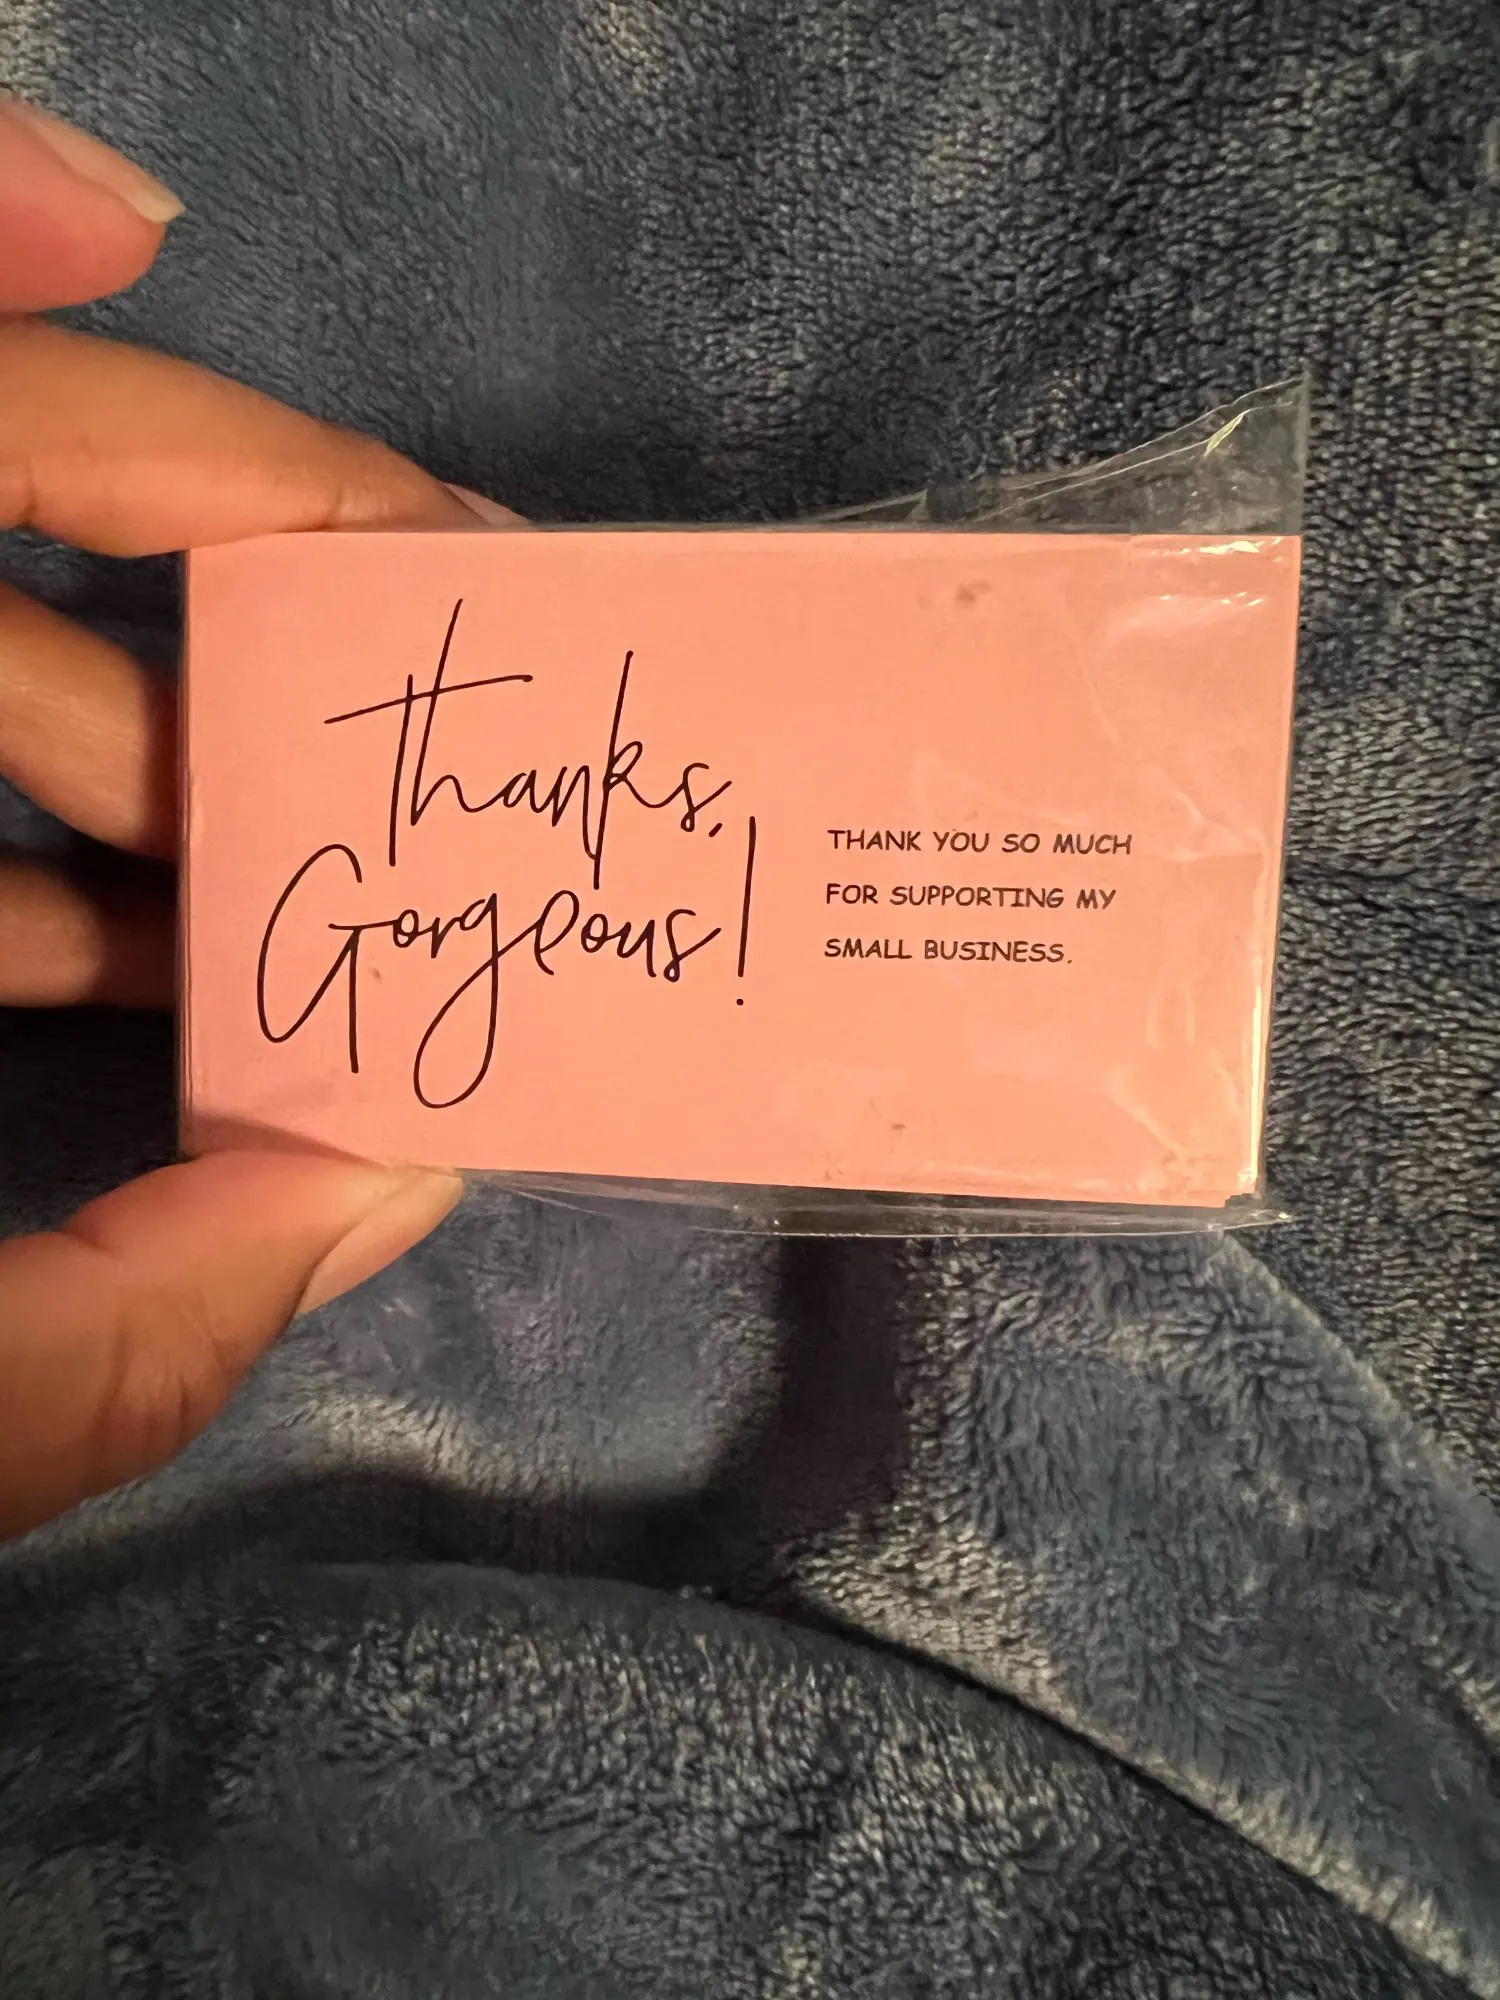 Thanks,
Gorgeous!
THANK YOU SO MUCH
FOR SUPPORTING MY
SMALL BUSINESS.